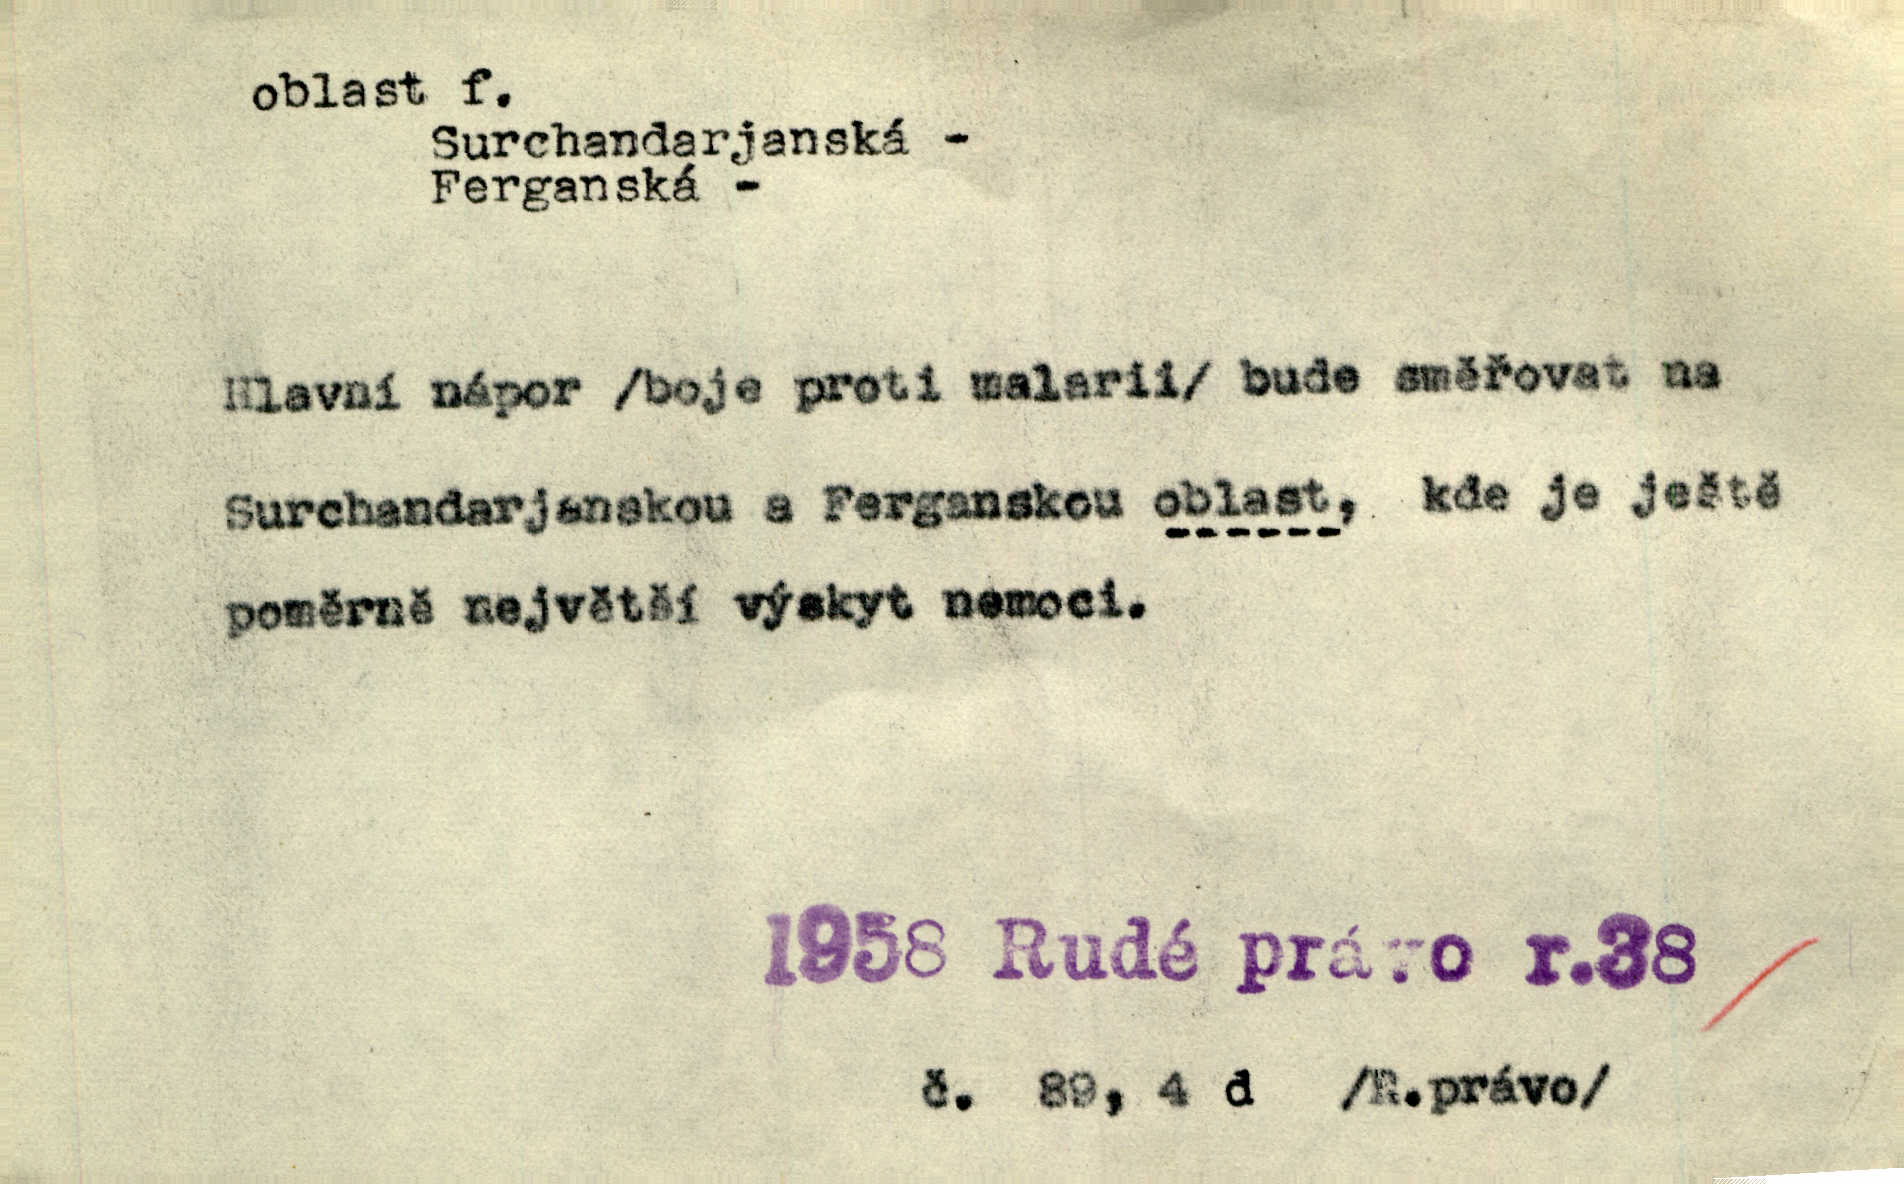 oblast f.
Surchandarjanská -
Ferganská -
Hlavní nápor /boje proti malarii/ bude směřovat na
Surchandarjanskou a Ferganskou oblast, kde je ještě
poměrně největší výskyt nemoci.
1958 Rudé právo r.38
č. 89, 4 d /R.právo/